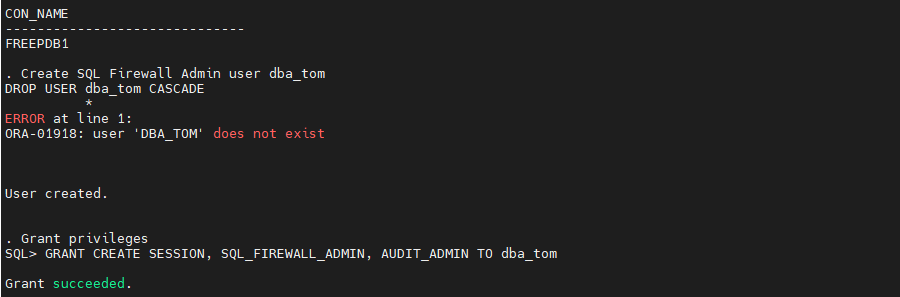 CON_NAME
------------------------------
FREEPDB1
. Create SQL Firewall Admin user dba_tom
DROP USER dba_tom CASCADE
*
ERROR at line 1:
ORA-01918: user 'DBA_TOM' does not exist
User created.
. Grant privileges
SQL> GRANT CREATE SESSION, SQL_FIREWALL_ADMIN, AUDIT_ADMIN TO dba_tom
Grant succeeded.